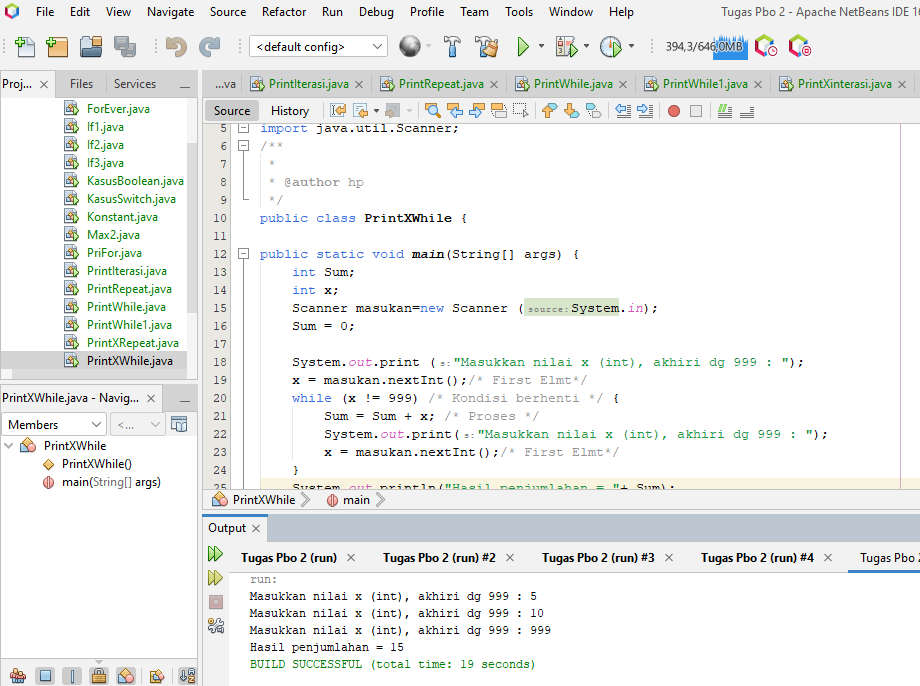 File Edit View Navigate Source Refactor Run Debug Profile Team Tools Window Help Tugas Pbo 2 - Apache NetBeans IDE
<default config> 394,3/646,0MB
Proj... Files Services
...va PrintIterasi.java PrintRepeat.java PrintWhile.java PrintWhile1.java PrintXinterasi.java
Source History
ForEver.java
If1.java
If2.java
If3.java
KasusBoolean.java
KasusSwitch.java
Konstant.java
Max2.java
PriFor.java
PrintIterasi.java
PrintRepeat.java
PrintWhile.java
PrintWhile1.java
PrintXRepeat.java
PrintXWhile.java
5 import java.util.Scanner;
6 /**
7 *
8 * @author hp
9 */
10 public class PrintXWhile {
11
12 public static void main(String[] args) {
13 int Sum;
14 int x;
15 Scanner masukan=new Scanner (source:System.in);
16 Sum = 0;
17
18 System.out.print (s:"Masukkan nilai x (int), akhiri dg 999 : ");
19 x = masukan.nextInt();/* First Elmt*/
20 while (x != 999) /* Kondisi berhenti */ {
21 Sum = Sum + x; /* Proses */
22 System.out.print(s:"Masukkan nilai x (int), akhiri dg 999 : ");
23 x = masukan.nextInt();/* First Elmt*/
24 }
25 System.out.println("Hasil penjumlahan = "+ Sum);
PrintXWhile main
PrintXWhile.java - Navig...
Members <...
PrintXWhile
PrintXWhile()
main(String[] args)
Output
Tugas Pbo 2 (run) Tugas Pbo 2 (run) #2 Tugas Pbo 2 (run) #3 Tugas Pbo 2 (run) #4 Tugas Pbo
run:
Masukkan nilai x (int), akhiri dg 999 : 5
Masukkan nilai x (int), akhiri dg 999 : 10
Masukkan nilai x (int), akhiri dg 999 : 999
Hasil penjumlahan = 15
BUILD SUCCESSFUL (total time: 19 seconds)